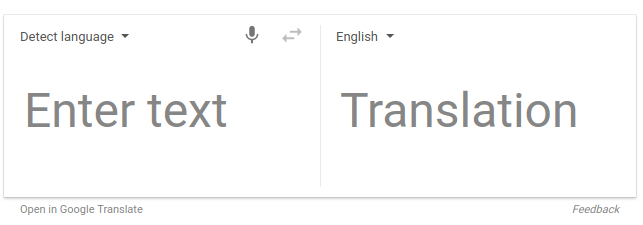 Detect language
English
Enter text
Translation
Open in Google Translate
Feedback